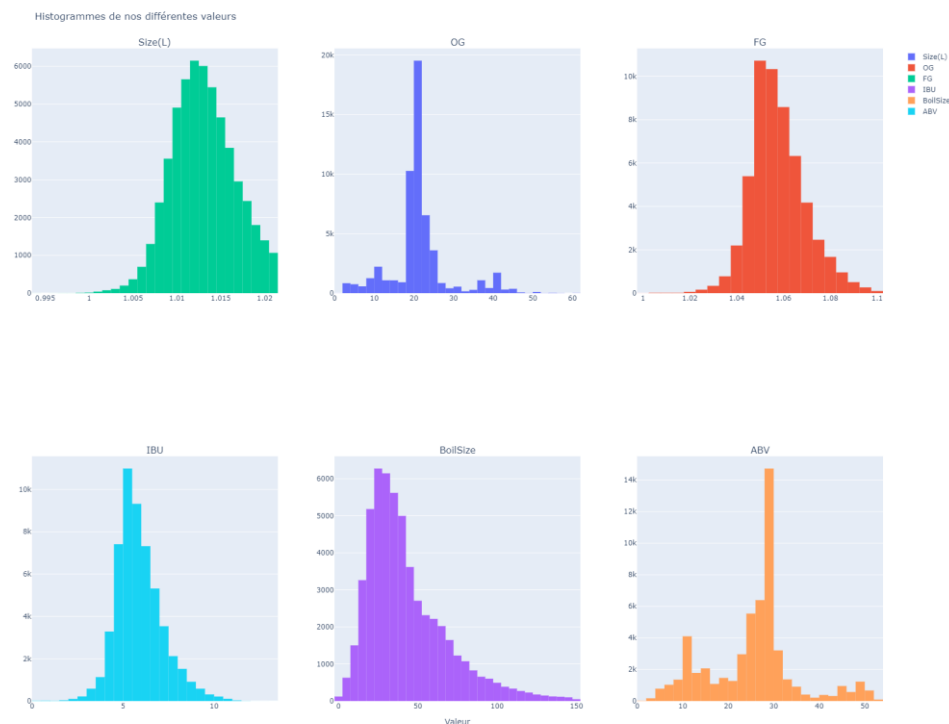 Histogrammes de nos différentes valeurs
Size(L)
OG
FG
6000
5000
4000
3000
2000
1000
0
0.995 1 1.005 1.01 1.015 1.02
20k
15k
10k
5k
0
0 10 20 30 40 50 60
10k
8k
6k
4k
2k
0
1 1.02 1.04 1.06 1.08 1.1
Size(L)
OG
FG
IBU
BoilSize
ABV
IBU
BoilSize
ABV
10k
8k
6k
4k
2k
0
0 5 10
6000
5000
4000
3000
2000
1000
0
0 50 100 150
Valeur
14k
12k
10k
8k
6k
4k
2k
0
0 10 20 30 40 50